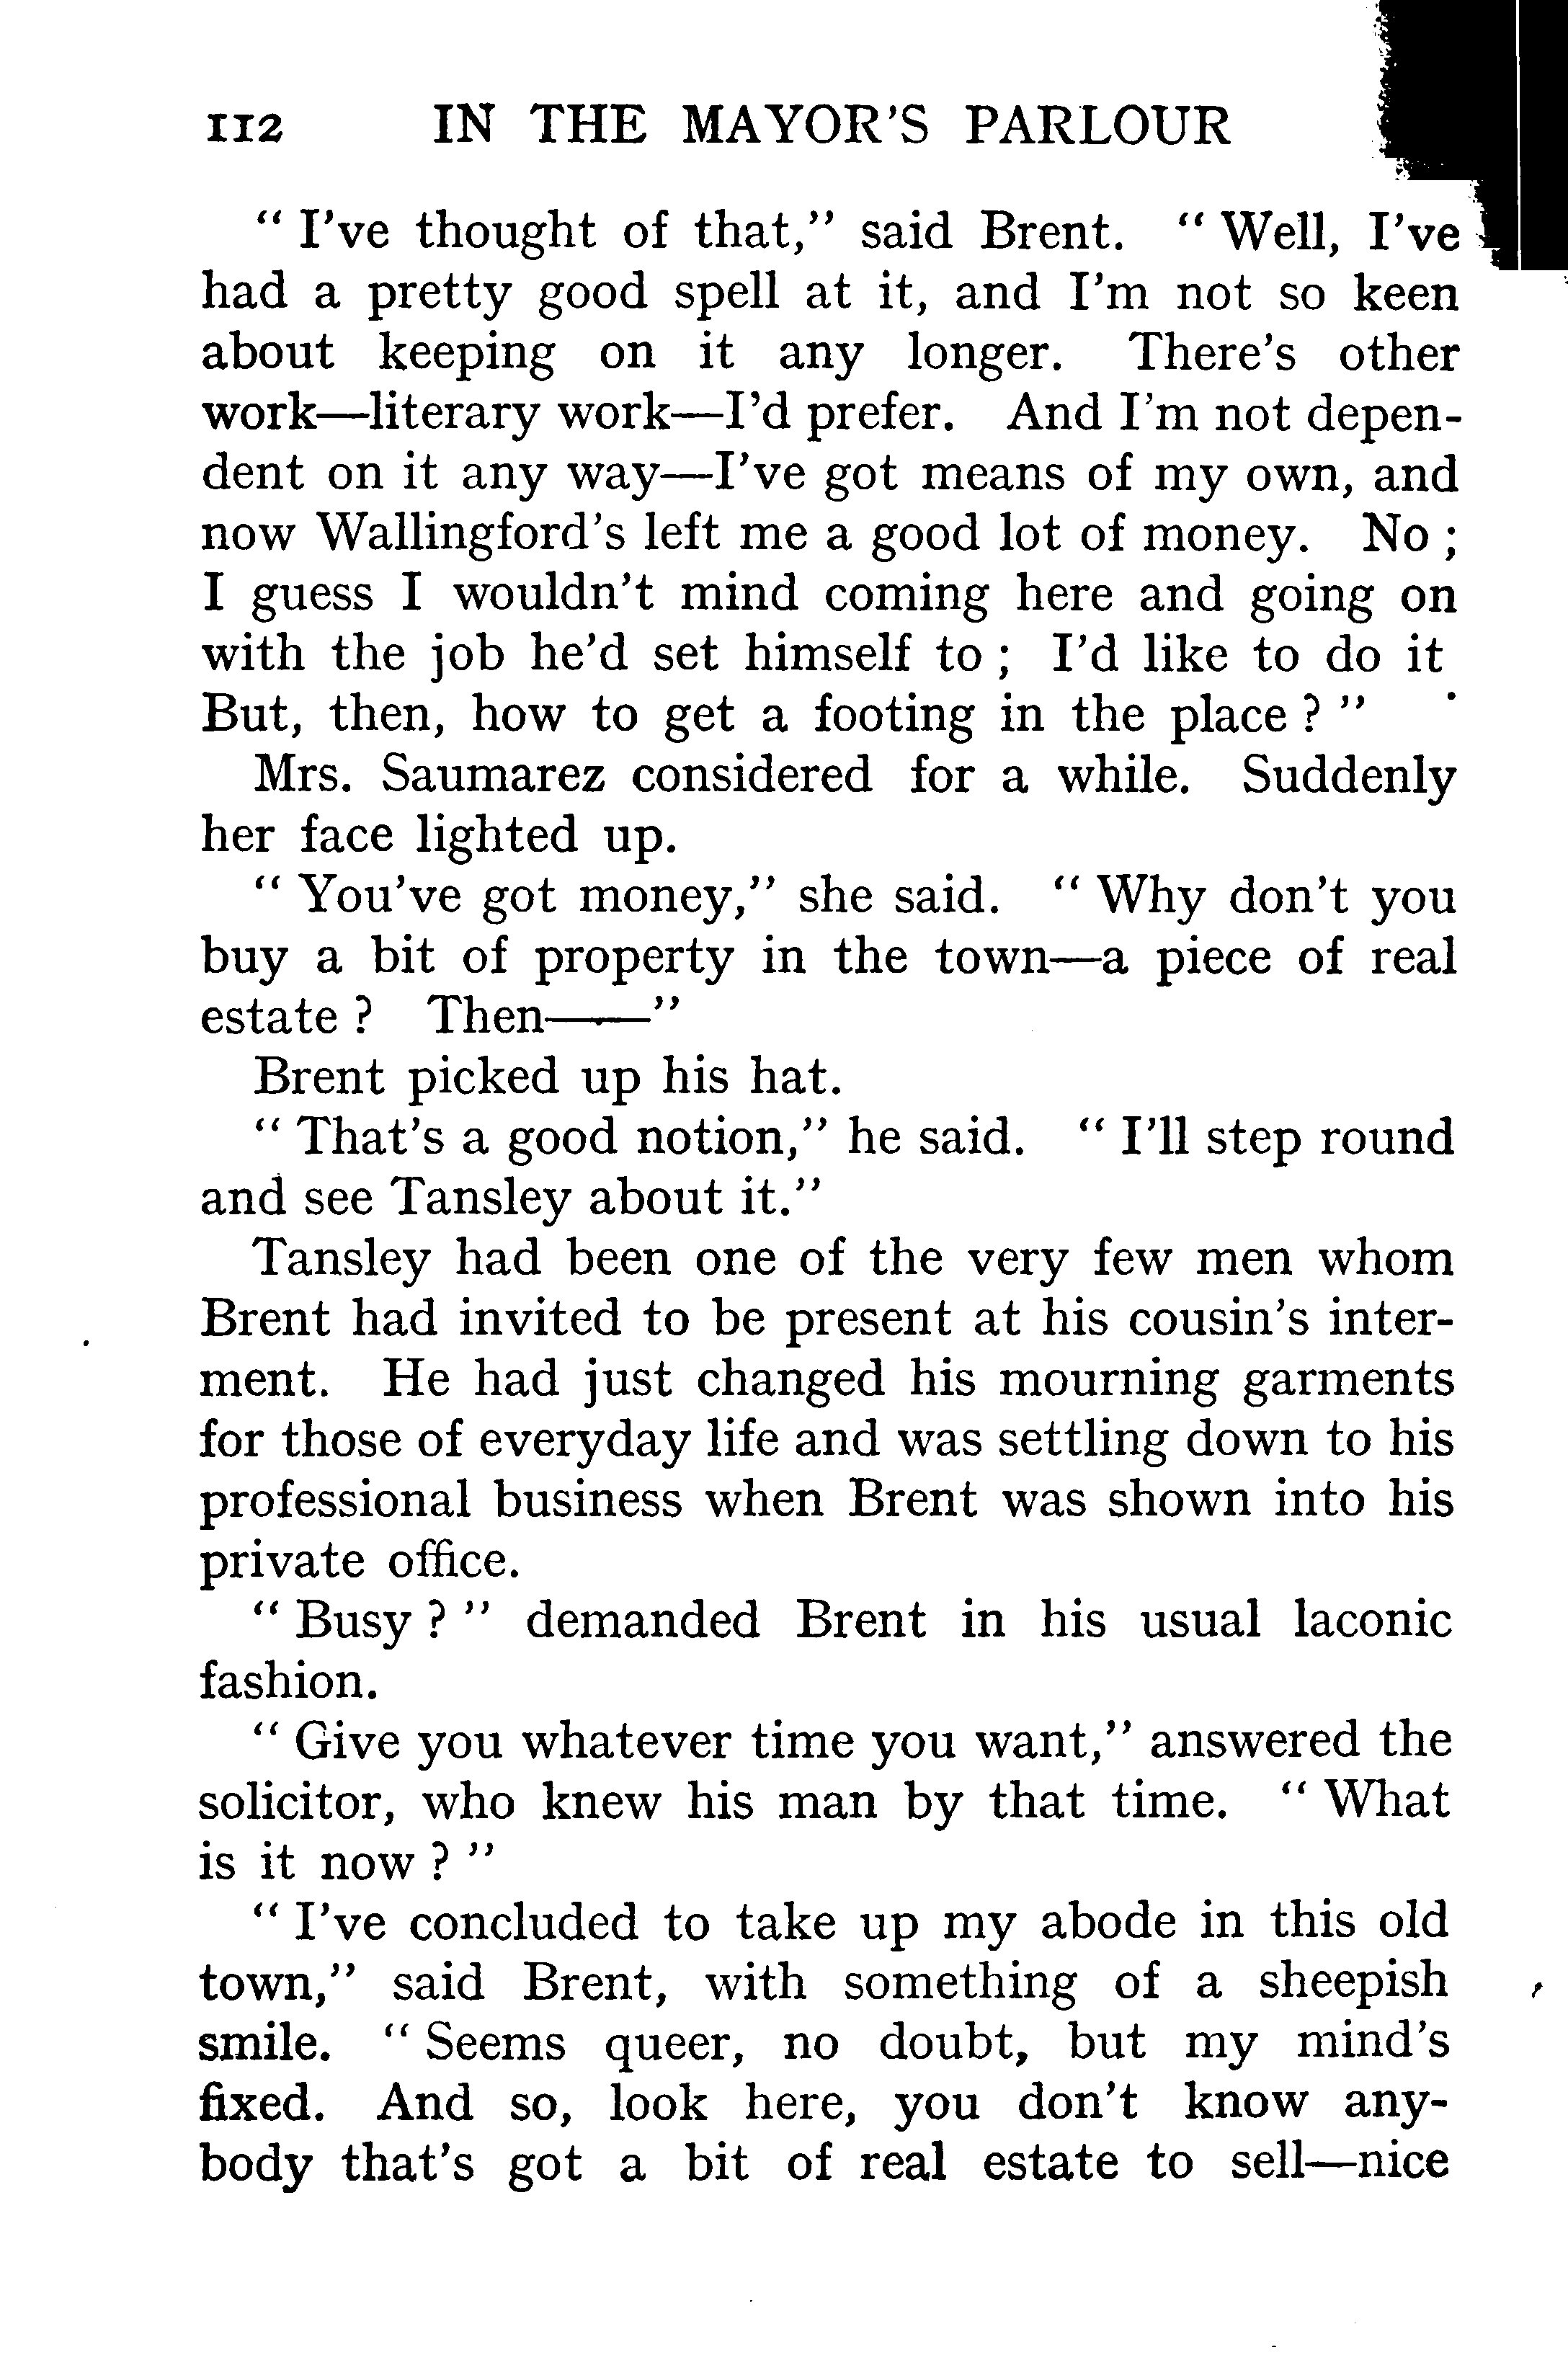 112 IN THE MAYOR'S PARLOUR
" I've thought of that," said Brent. " Well, I've
had a pretty good spell at it, and I'm not so keen
about keeping on it any longer. There's other
work—literary work—I'd prefer. And I'm not depen-
dent on it any way—I've got means of my own, and
now Wallingford's left me a good lot of money. No ;
I guess I wouldn't mind coming here and going on
with the job he'd set himself to ; I'd like to do it
But, then, how to get a footing in the place ? "
Mrs. Saumarez considered for a while. Suddenly
her face lighted up.
" You've got money," she said. " Why don't you
buy a bit of property in the town—a piece of real
estate ? Then——"
Brent picked up his hat.
" That's a good notion," he said. " I'll step round
and see Tansley about it."
Tansley had been one of the very few men whom
Brent had invited to be present at his cousin's inter-
ment. He had just changed his mourning garments
for those of everyday life and was settling down to his
professional business when Brent was shown into his
private office.
" Busy ? " demanded Brent in his usual laconic
fashion.
" Give you whatever time you want," answered the
solicitor, who knew his man by that time. " What
is it now ? "
" I've concluded to take up my abode in this old
town," said Brent, with something of a sheepish
smile. " Seems queer, no doubt, but my mind's
fixed. And so, look here, you don't know any-
body that's got a bit of real estate to sell—nice